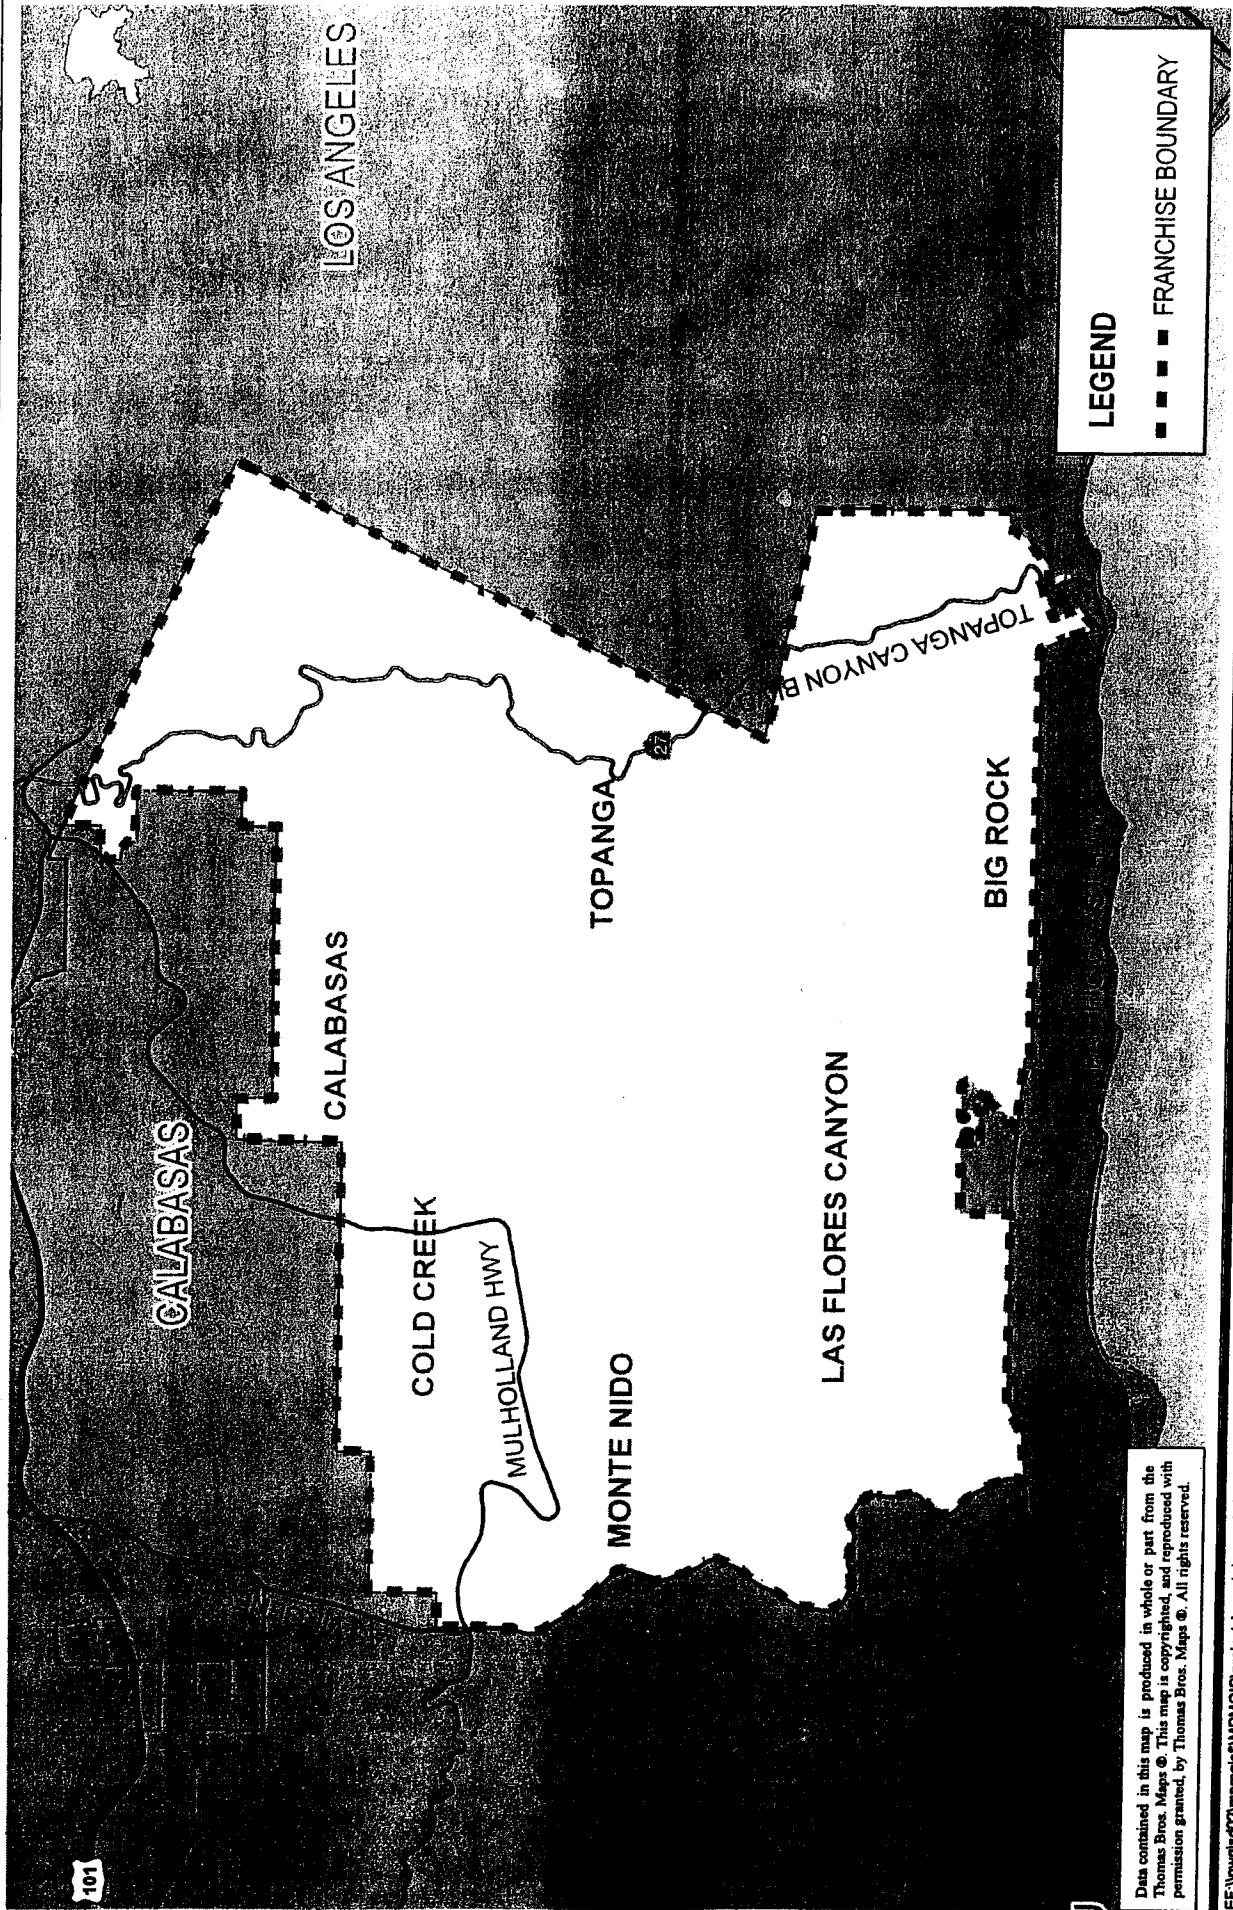 101
CALABASAS
LOS ANGELES
CALABASAS
COLD CREEK
MULHOLLAND HWY
MONTE NIDO
TOPANGA
27
TOPANGA CANYON
LAS FLORES CANYON
BIG ROCK
LEGEND
FRANCHISE BOUNDARY
Data contained in this map is produced in whole or part from the
Thomas Bros. Maps ®. This map is copyrighted, and reproduced with
permission granted, by Thomas Bros. Maps ®. All rights reserved.